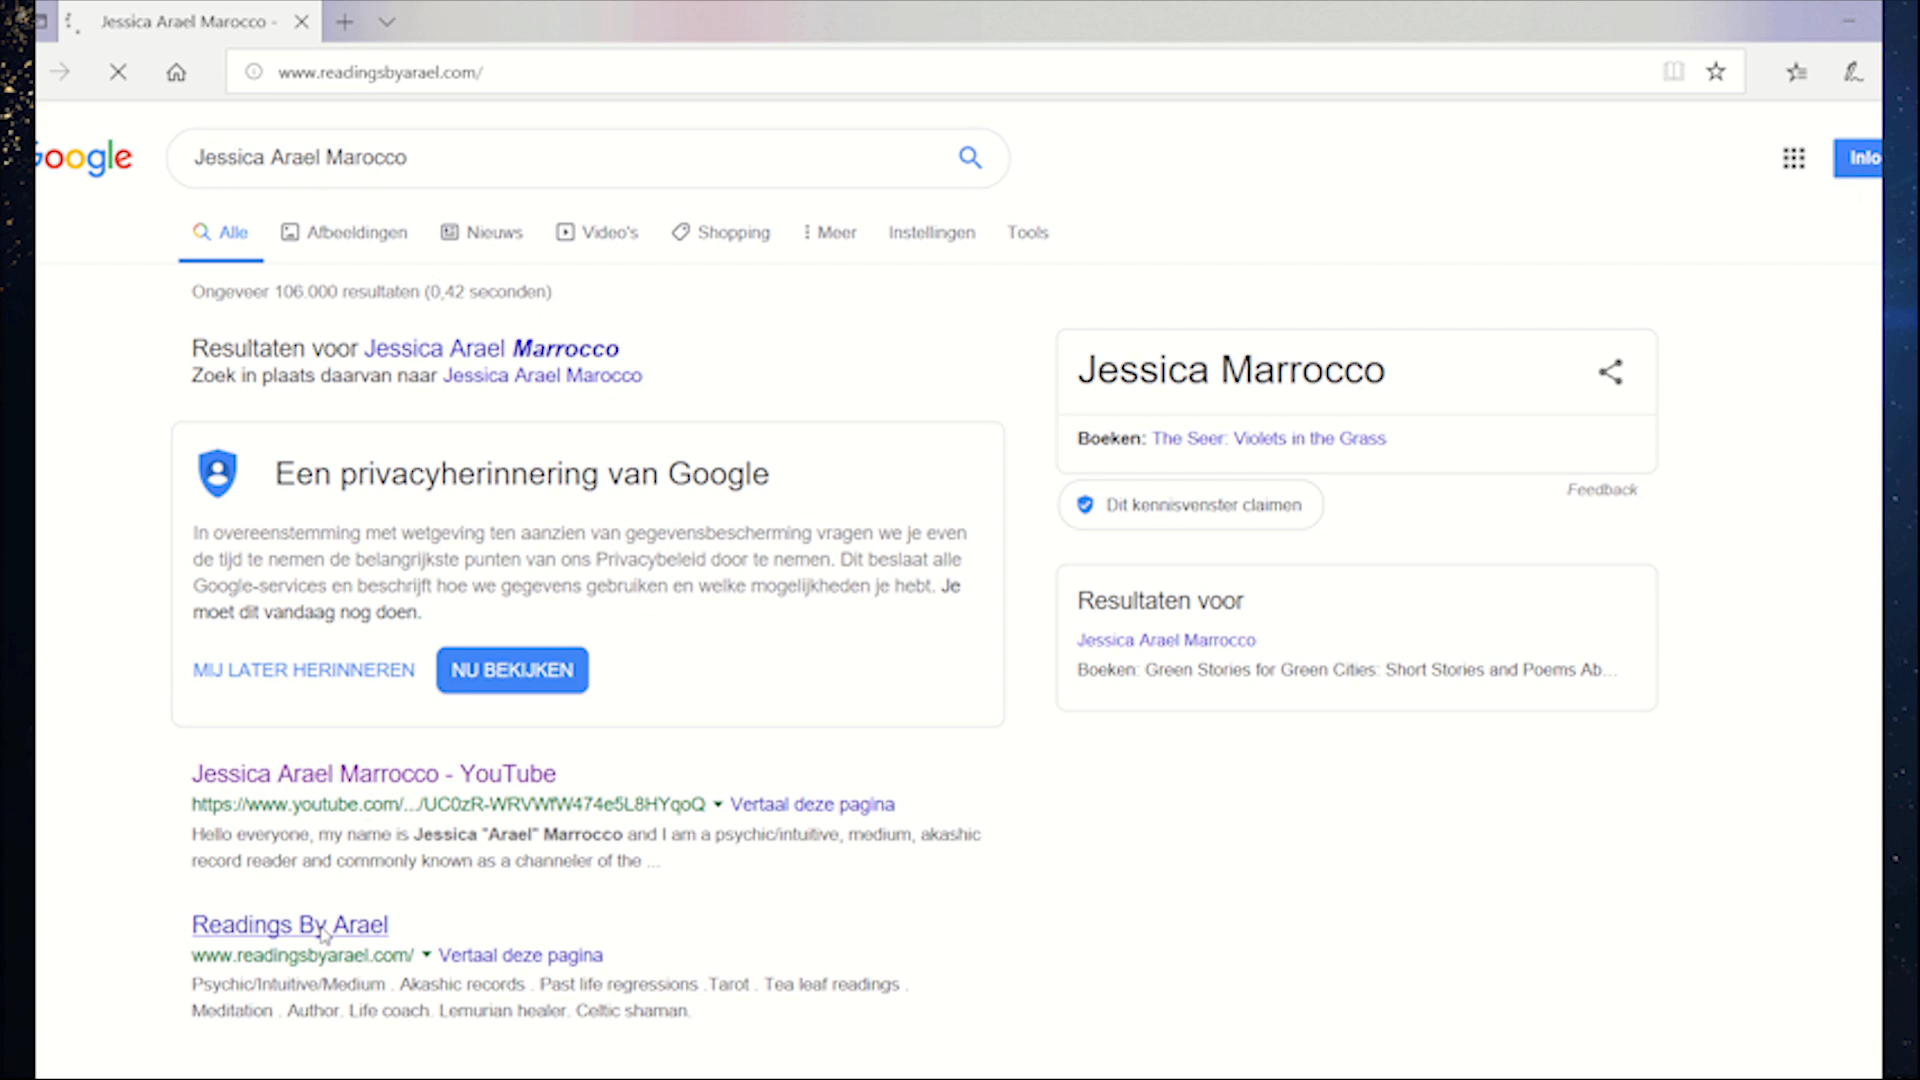 Jessica Arael Marocco -
www.readingsbyarael.com/
Google
Jessica Arael Marocco
Inlo
Alle
Afbeeldingen
Nieuws
Video's
Shopping
Meer
Instellingen
Tools
Ongeveer 106.000 resultaten (0,42 seconden)
Resultaten voor Jessica Arael Marrocco
Zoek in plaats daarvan naar Jessica Arael Marocco
Een privacyherinnering van Google
In overeenstemming met wetgeving ten aanzien van gegevensbescherming vragen we je even
de tijd te nemen de belangrijkste punten van ons Privacybeleid door te nemen. Dit beslaat alle
Google-services en beschrijft hoe we gegevens gebruiken en welke mogelijkheden je hebt. Je
moet dit vandaag nog doen.
MIJ LATER HERINNEREN
NU BEKIJKEN
Jessica Arael Marrocco - YouTube
https://www.youtube.com/.../UC0zR-WRVWfW474e5L8HYqoQ Vertaal deze pagina
Hello everyone, my name is Jessica "Arael" Marrocco and I am a psychic/intuitive, medium, akashic
record reader and commonly known as a channeler of the ...
Readings By Arael
www.readingsbyarael.com/ Vertaal deze pagina
Psychic/Intuitive/Medium . Akashic records . Past life regressions .Tarot . Tea leaf readings .
Meditation . Author. Life coach. Lemurian healer. Celtic shaman.
Jessica Marrocco
Boeken: The Seer: Violets in the Grass
Feedback
Dit kennisvenster claimen
Resultaten voor
Jessica Arael Marrocco
Boeken: Green Stories for Green Cities: Short Stories and Poems Ab...